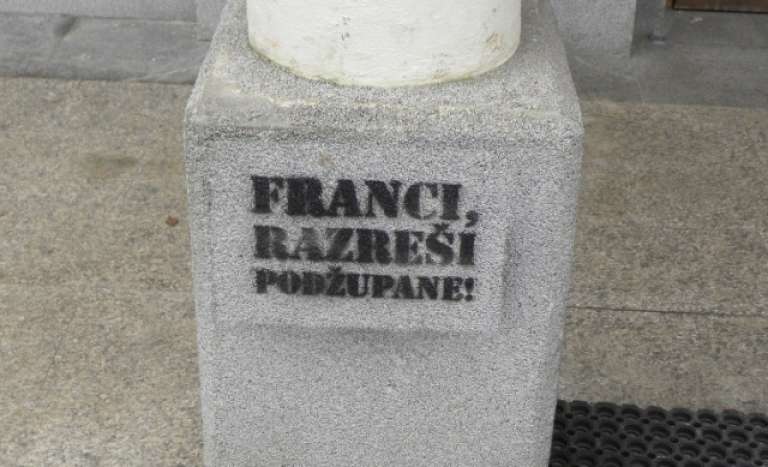 FRANCI,
RAZREŠI
PODŽUPANE!